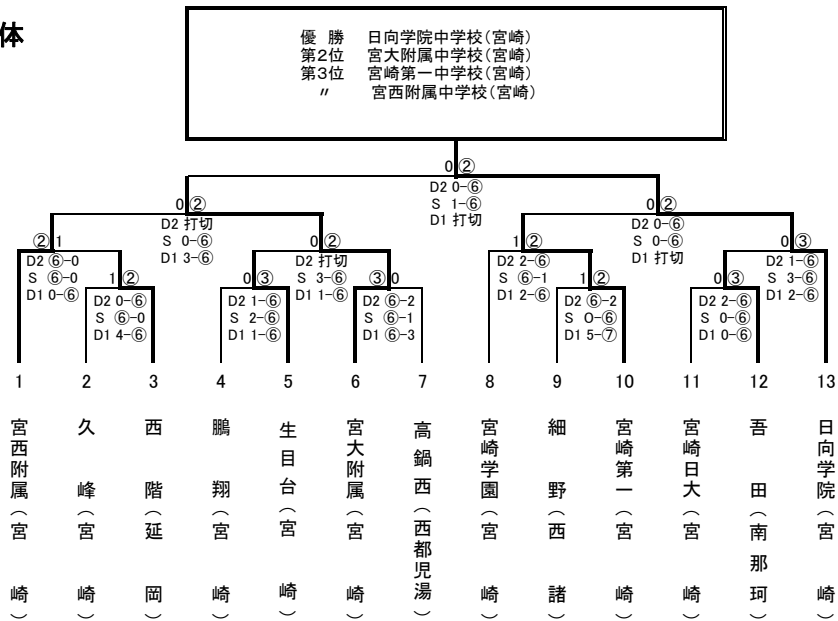 体
優 勝 日向学院中学校(宮崎)
第2位 宮大附属中学校(宮崎)
第3位 宮崎第一中学校(宮崎)
〃 宮西附属中学校(宮崎)
0 ②
D2 0-⑥
S 1-⑥
D1 打切
0 ②
D2 打切
S 0-⑥
D1 3-⑥
0 ②
D2 0-⑥
S 0-⑥
D1 打切
② 1
D2 ⑥-0
S ⑥-0
D1 0-⑥
0 ②
D2 打切
S 3-⑥
D1 1-⑥
1 ②
D2 2-⑥
S ⑥-1
D1 2-⑥
0 ③
D2 1-⑥
S 3-⑥
D1 2-⑥
1 ②
D2 0-⑥
S ⑥-0
D1 4-⑥
0 ③
D2 1-⑥
S 2-⑥
D1 1-⑥
③ 0
D2 ⑥-2
S ⑥-1
D1 ⑥-3
1 ②
D2 ⑥-2
S 0-⑥
D1 5-⑦
0 ③
D2 2-⑥
S 0-⑥
D1 0-⑥
1 2 3 4 5 6 7 8 9 10 11 12 13
宮西附属(宮 崎)
久 峰(宮 崎)
西 階(延 岡)
鵬 翔(宮 崎)
生目台(宮 崎)
宮大附属(宮 崎)
高鍋西(西都児湯)
宮崎学園(宮 崎)
細 野(西 諸)
宮崎第一(宮 崎)
宮崎日大(宮 崎)
吾 田(南那珂)
日向学院(宮 崎)